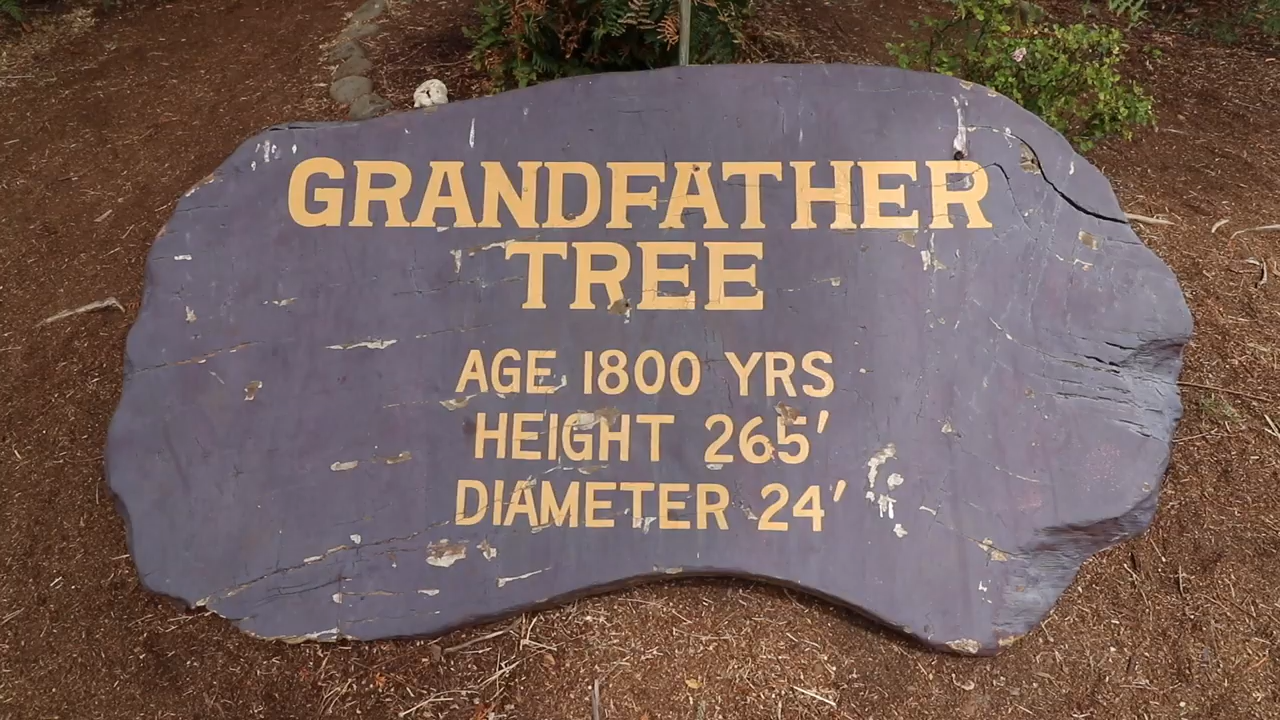 GRANDFATHER
TREE
AGE 1800 YRS
HEIGHT 265'
DIAMETER 24'